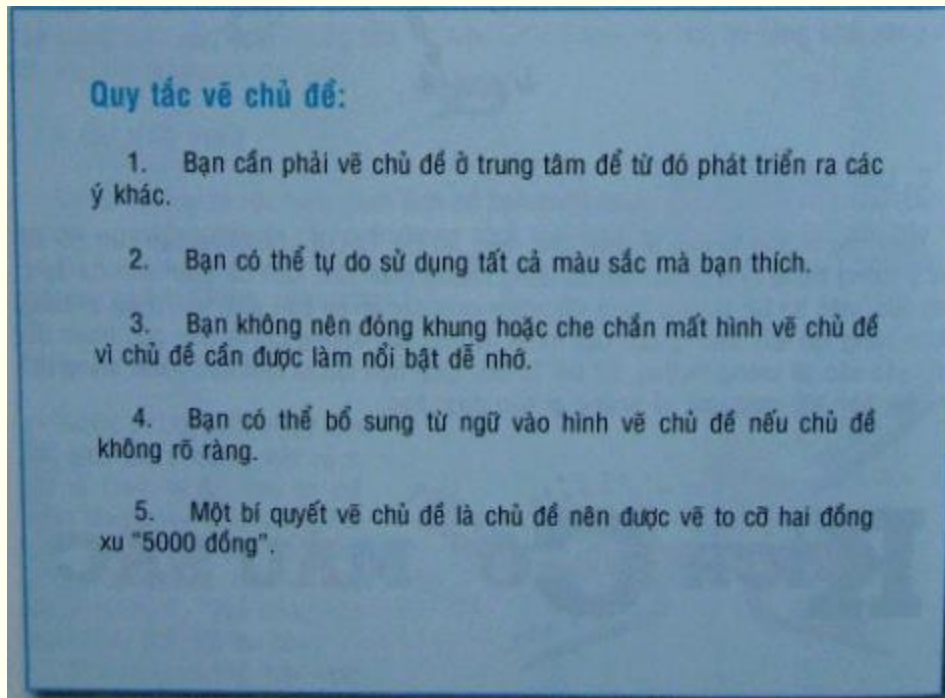 Quy tắc vẽ chủ đề:
1. Bạn cần phải vẽ chủ đề ở trung tâm để từ đó phát triển ra các
ý khác.
2. Bạn có thể tự do sử dụng tất cả màu sắc mà bạn thích.
3. Bạn không nên đóng khung hoặc che chắn mất hình vẽ chủ đề
vì chủ đề cần được làm nổi bật dễ nhớ.
4. Bạn có thể bổ sung từ ngữ vào hình vẽ chủ đề nếu chủ đề
không rõ ràng.
5. Một bí quyết vẽ chủ đề là chủ đề nên được vẽ to cỡ hai đồng
xu "5000 đồng".